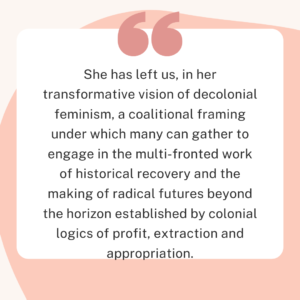 She has left us, in her
transformative vision of decolonial
feminism, a coalitional framing
under which many can gather to
engage in the multi-fronted work
of historical recovery and the
making of radical futures beyond
the horizon established by colonial
logics of profit, extraction and
appropriation.